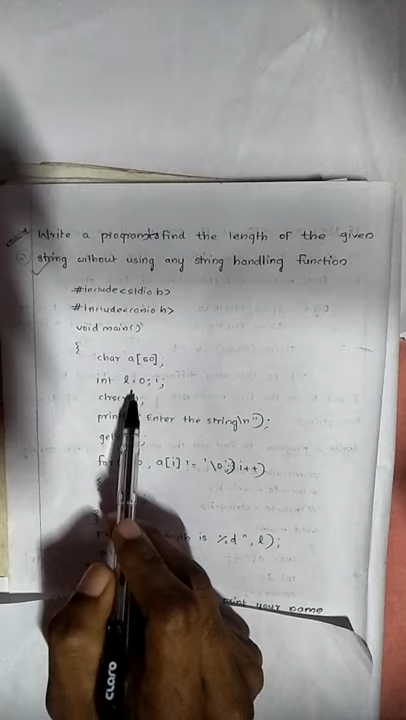 Write a program to find the length of the given
string without using any string handling function
#include<stdio.h>
#include<conio.h>
void main()
{
char a[50],
int l=0; i;
Enter the string\n");
a[i] != '\0'; i++)
is %d", l);
print your name
CLARO